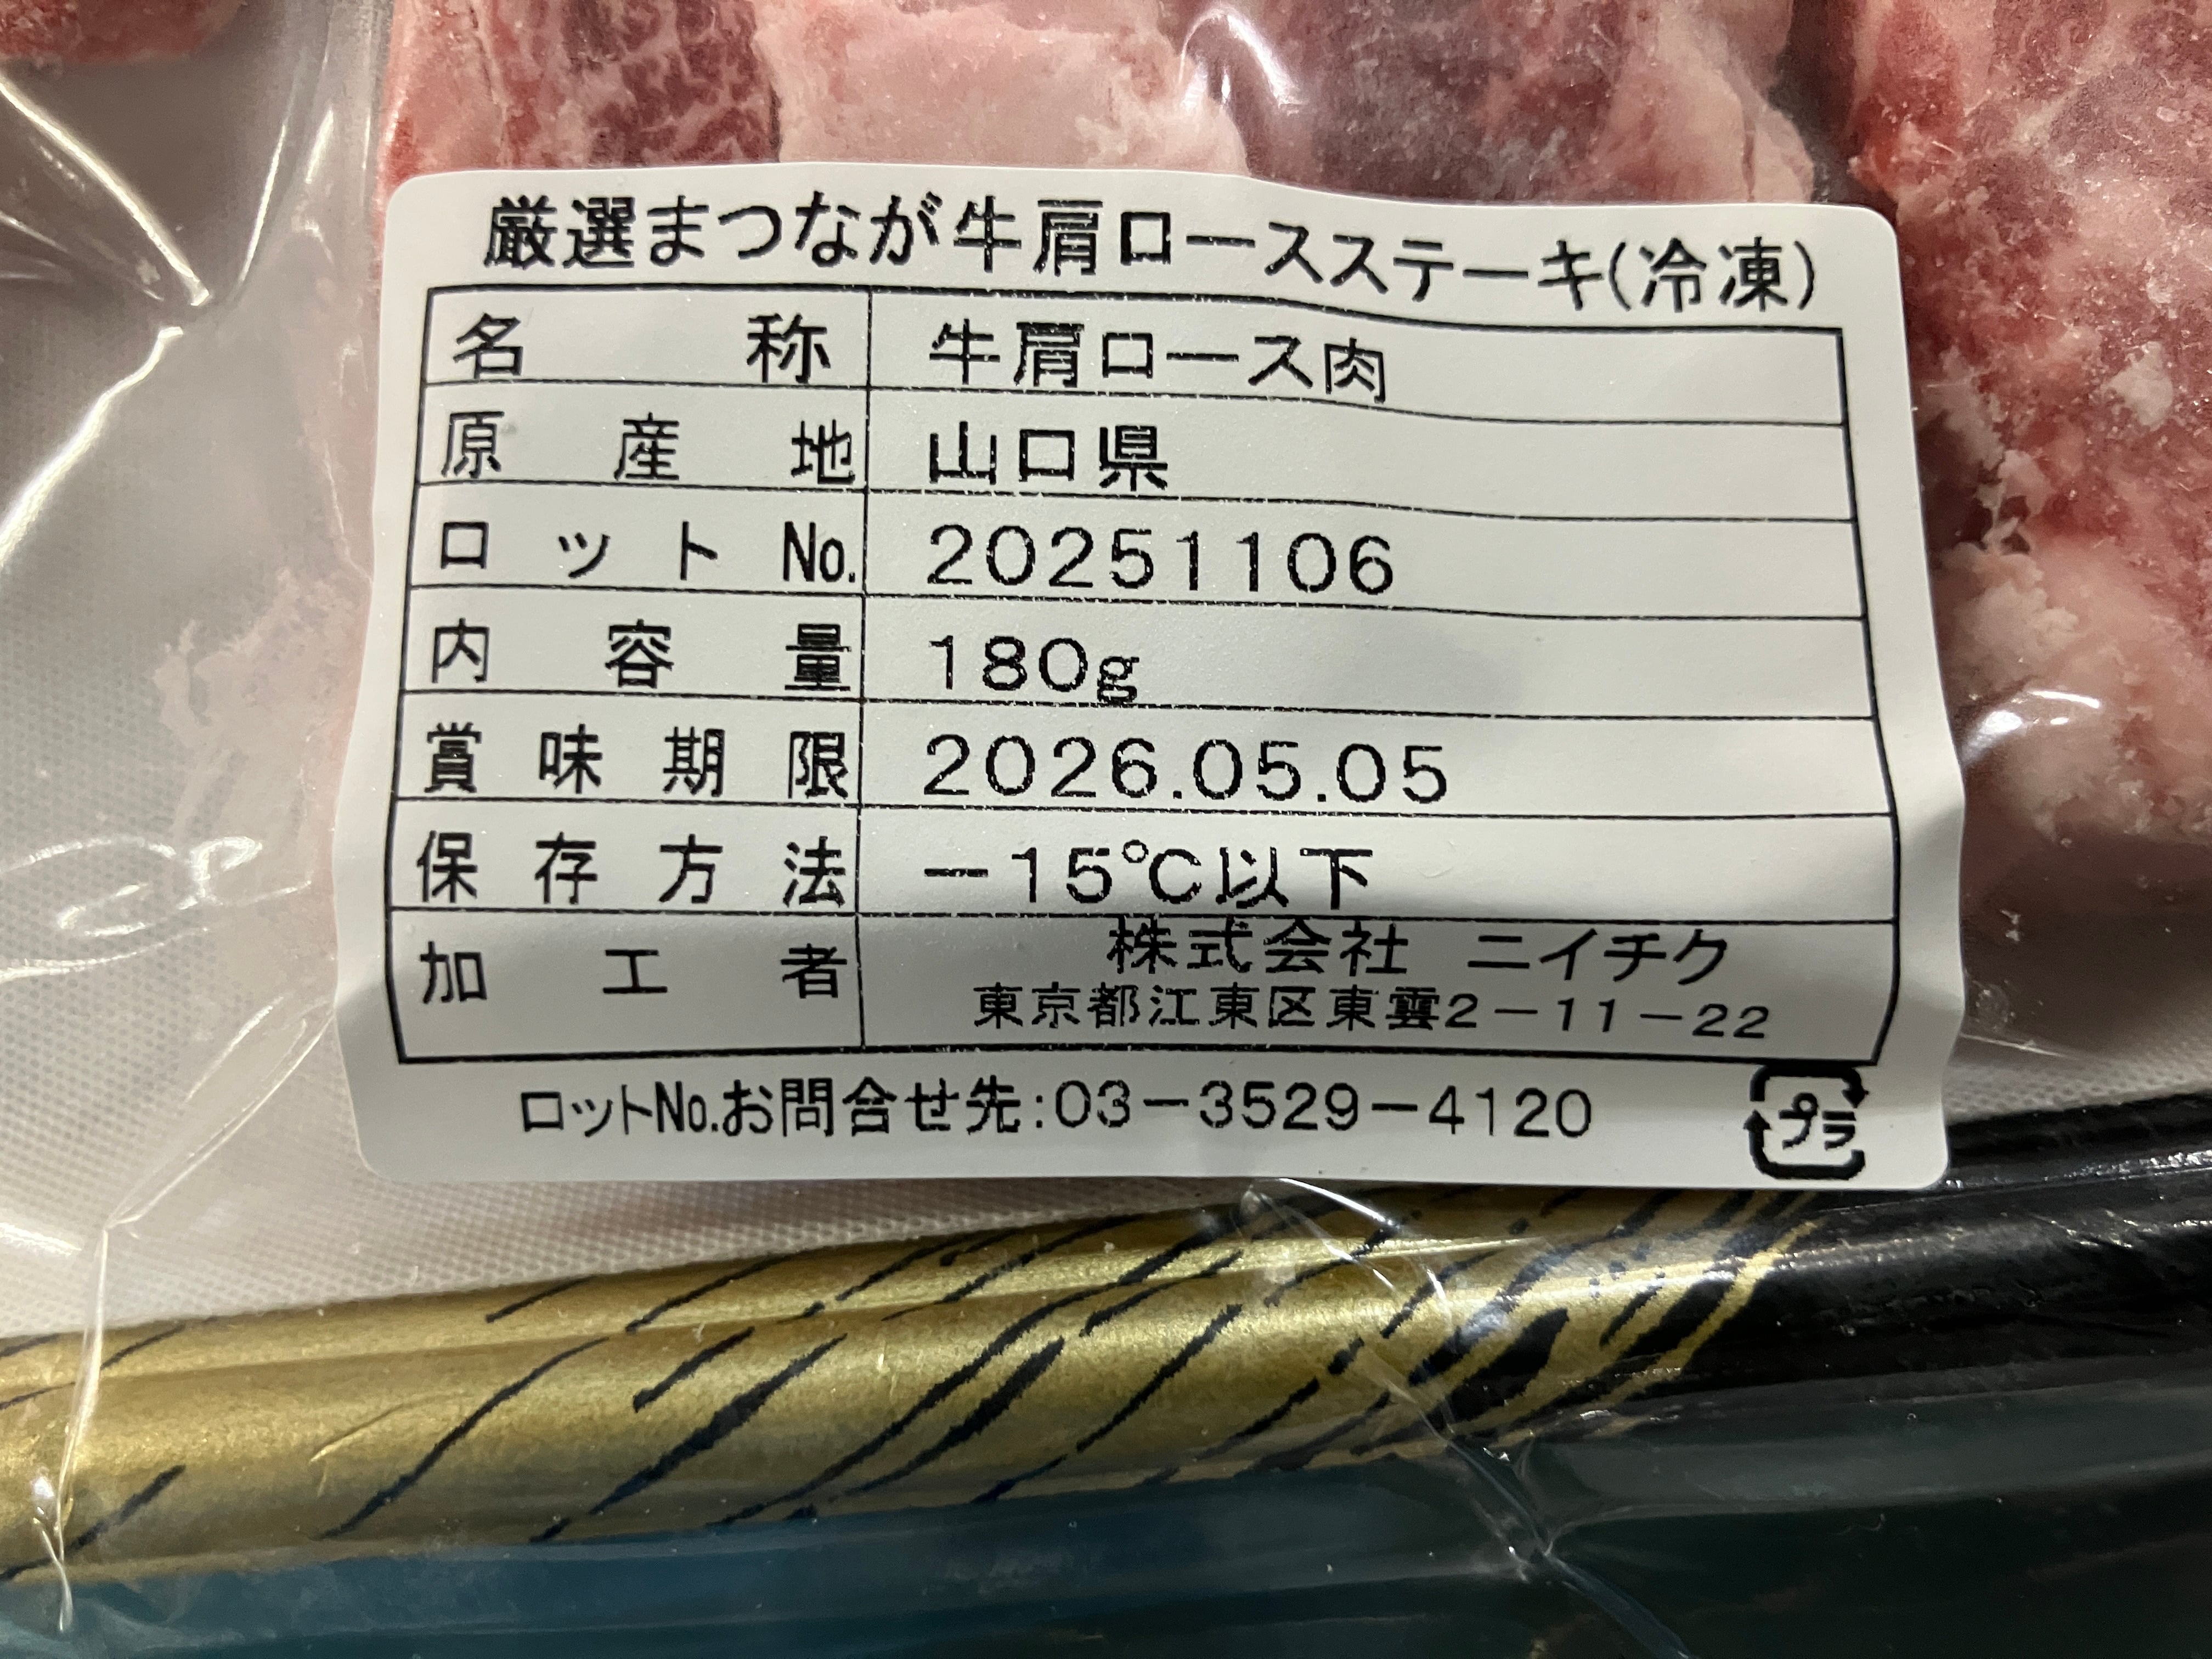 厳選まつなが牛肩ロースステーキ(冷凍)
名称 牛肩ロース肉
原産地 山口県
ロットNo. 20251106
内容量 180g
賞味期限 2026.05.05
保存方法 －15℃以下
加工者 株式会社 ニイチク
東京都江東区東雲2－11－22
ロットNo.お問合せ先:03－3529－4120
プラ